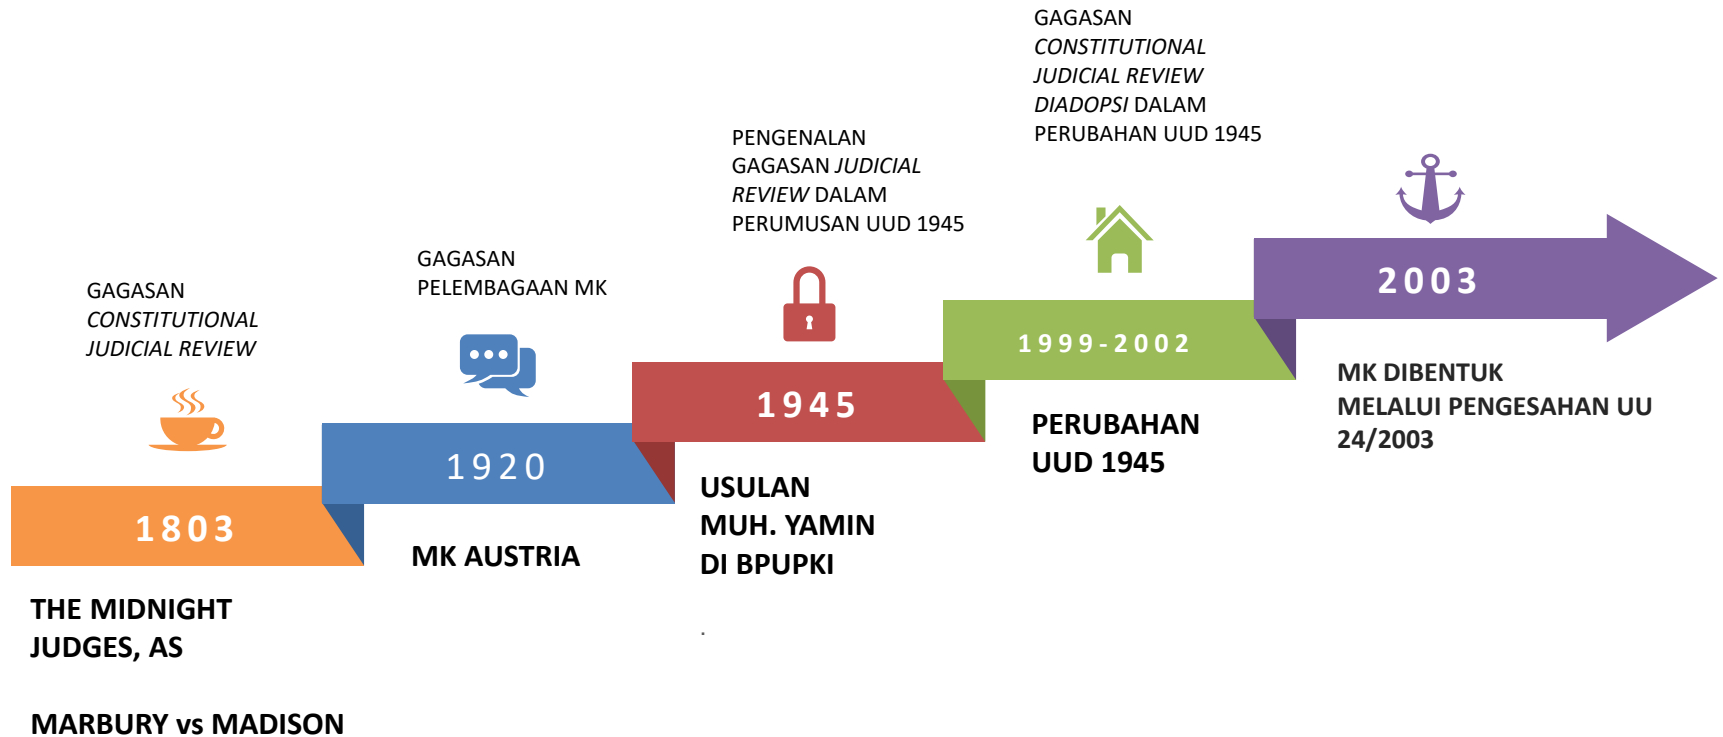 GAGASAN
CONSTITUTIONAL
JUDICIAL REVIEW
1803
THE MIDNIGHT
JUDGES, AS
MARBURY vs MADISON
GAGASAN
PELEMBAGAAN MK
1920
MK AUSTRIA
PENGENALAN
GAGASAN JUDICIAL
REVIEW DALAM
PERUMUSAN UUD 1945
1945
USULAN
MUH. YAMIN
DI BPUPKI
.
GAGASAN
CONSTITUTIONAL
JUDICIAL REVIEW
DIADOPSI DALAM
PERUBAHAN UUD 1945
1999-2002
PERUBAHAN
UUD 1945
2003
MK DIBENTUK
MELALUI PENGESAHAN UU
24/2003